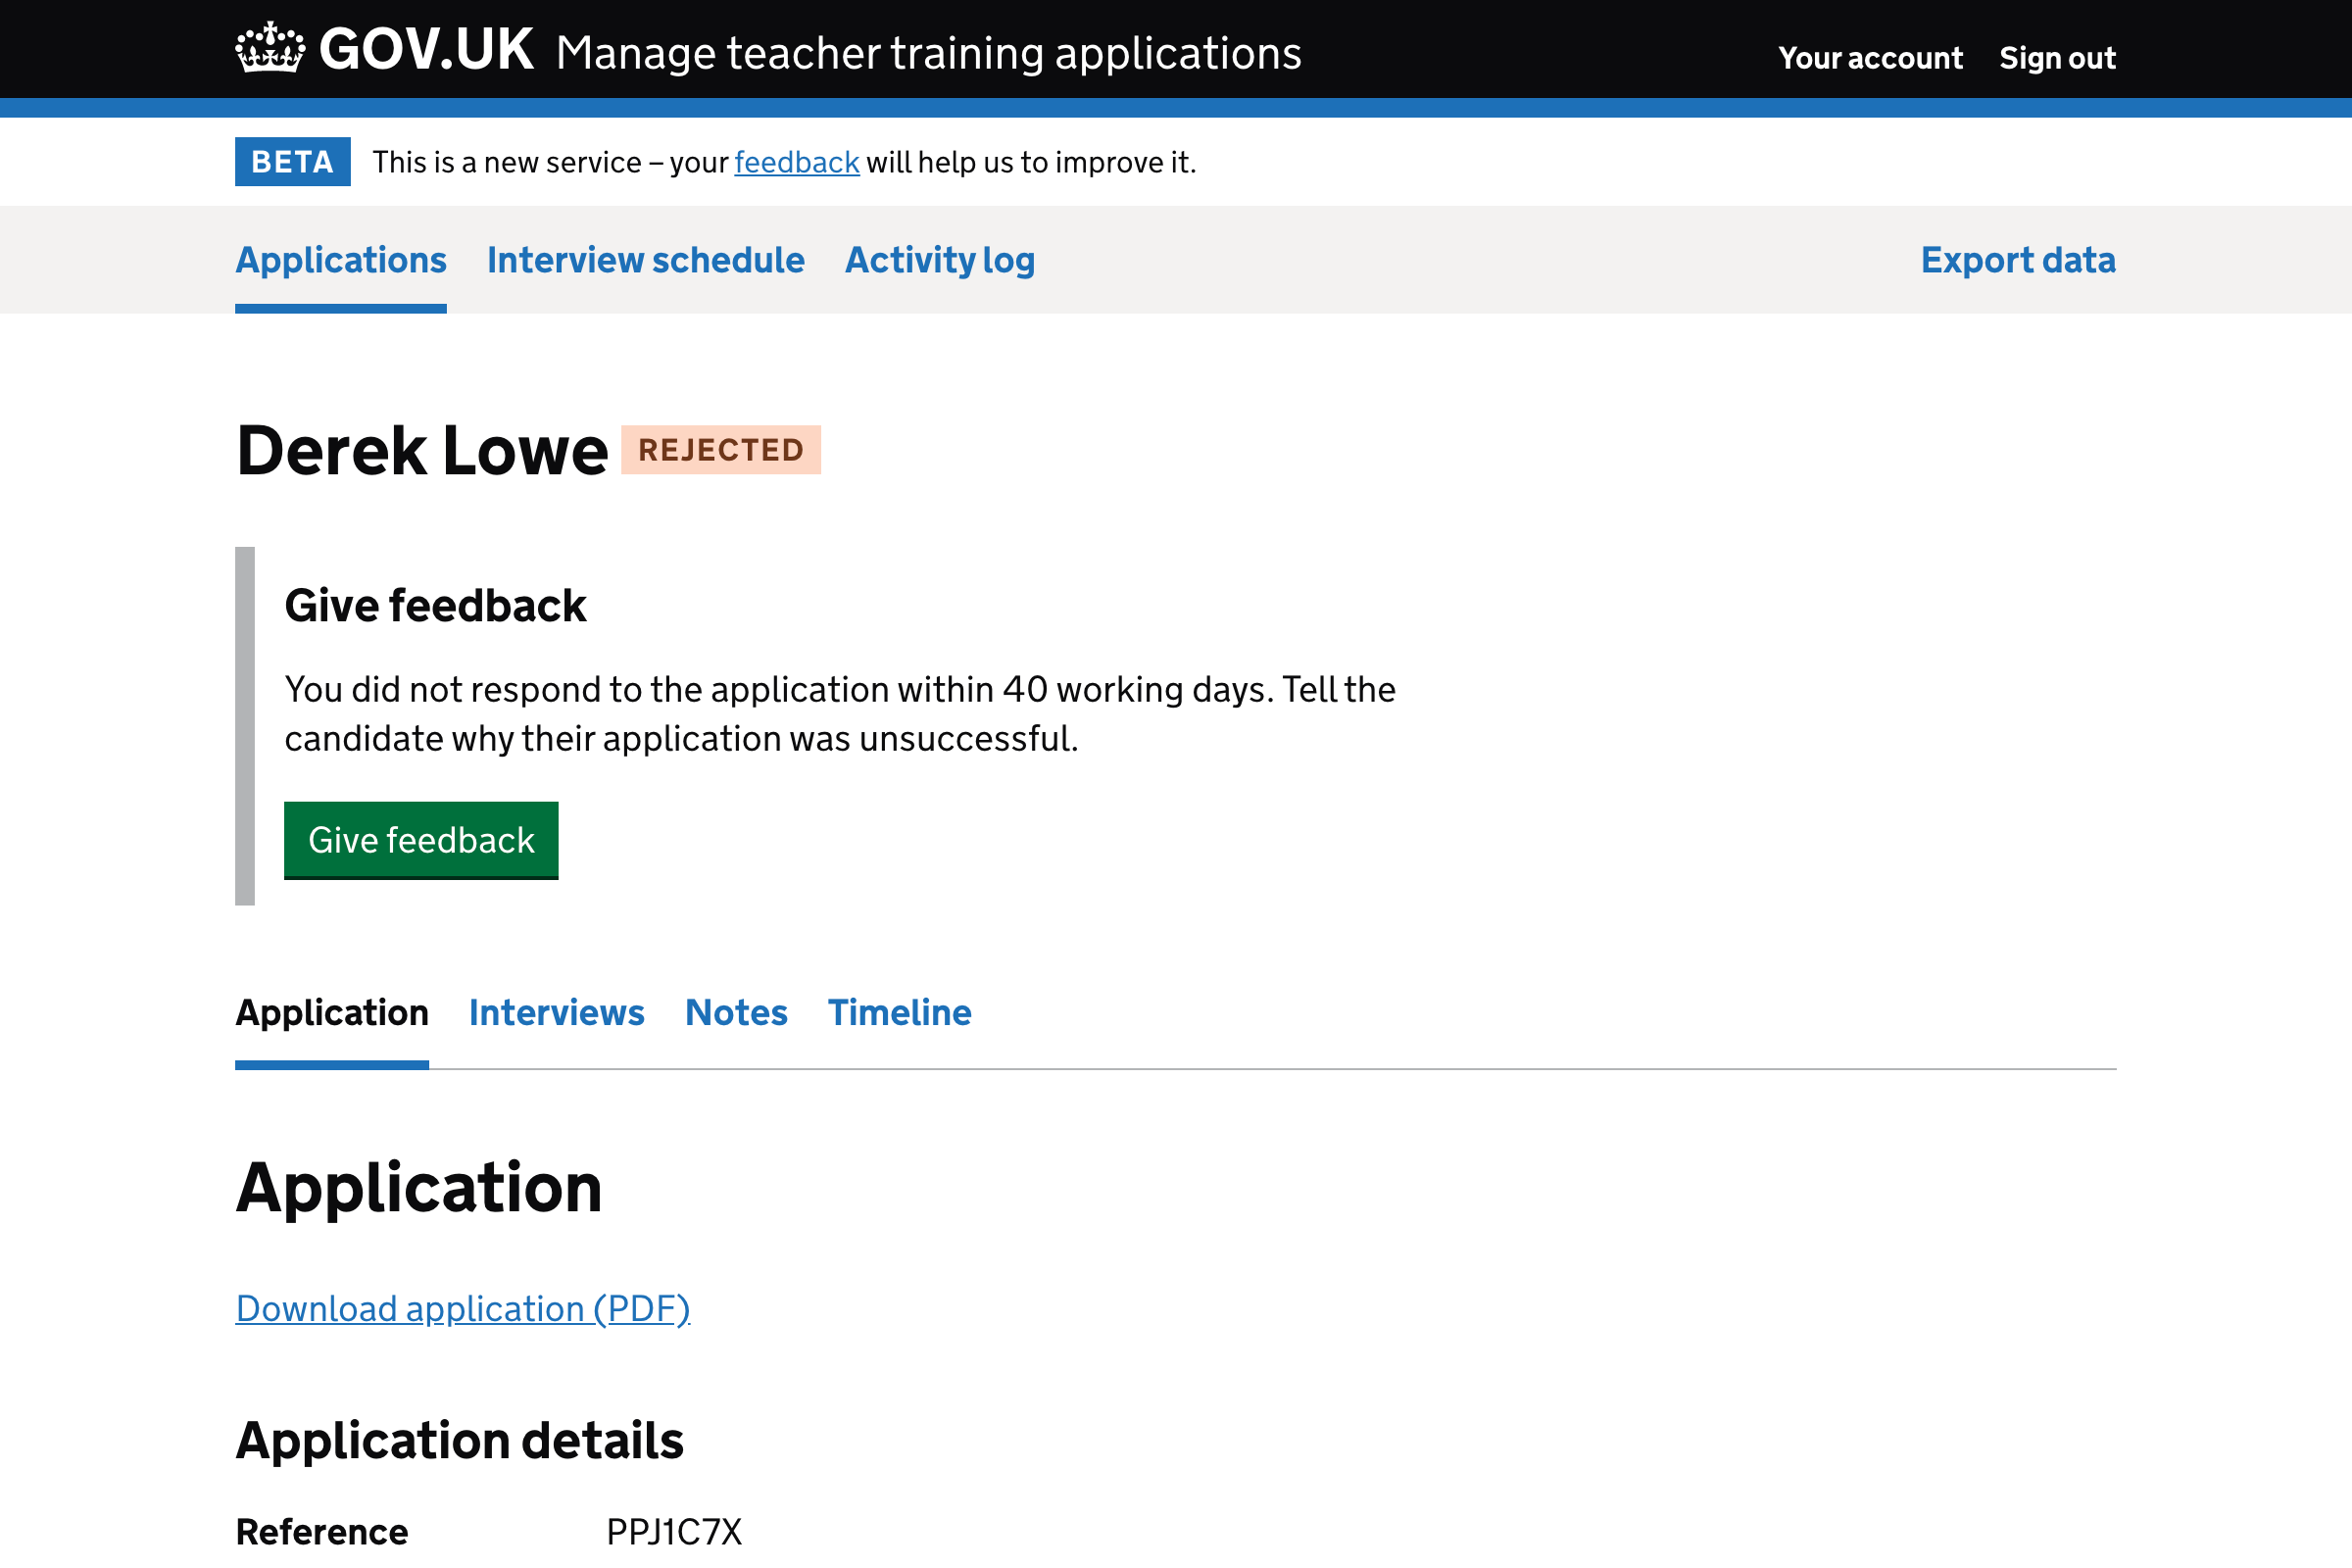 GOV.UK Manage teacher training applications Your account Sign out
BETA This is a new service – your feedback will help us to improve it.
Applications Interview schedule Activity log Export data
Derek Lowe REJECTED
Give feedback
You did not respond to the application within 40 working days. Tell the
candidate why their application was unsuccessful.
Give feedback
Application Interviews Notes Timeline
Application
Download application (PDF)
Application details
Reference PPJ1C7X